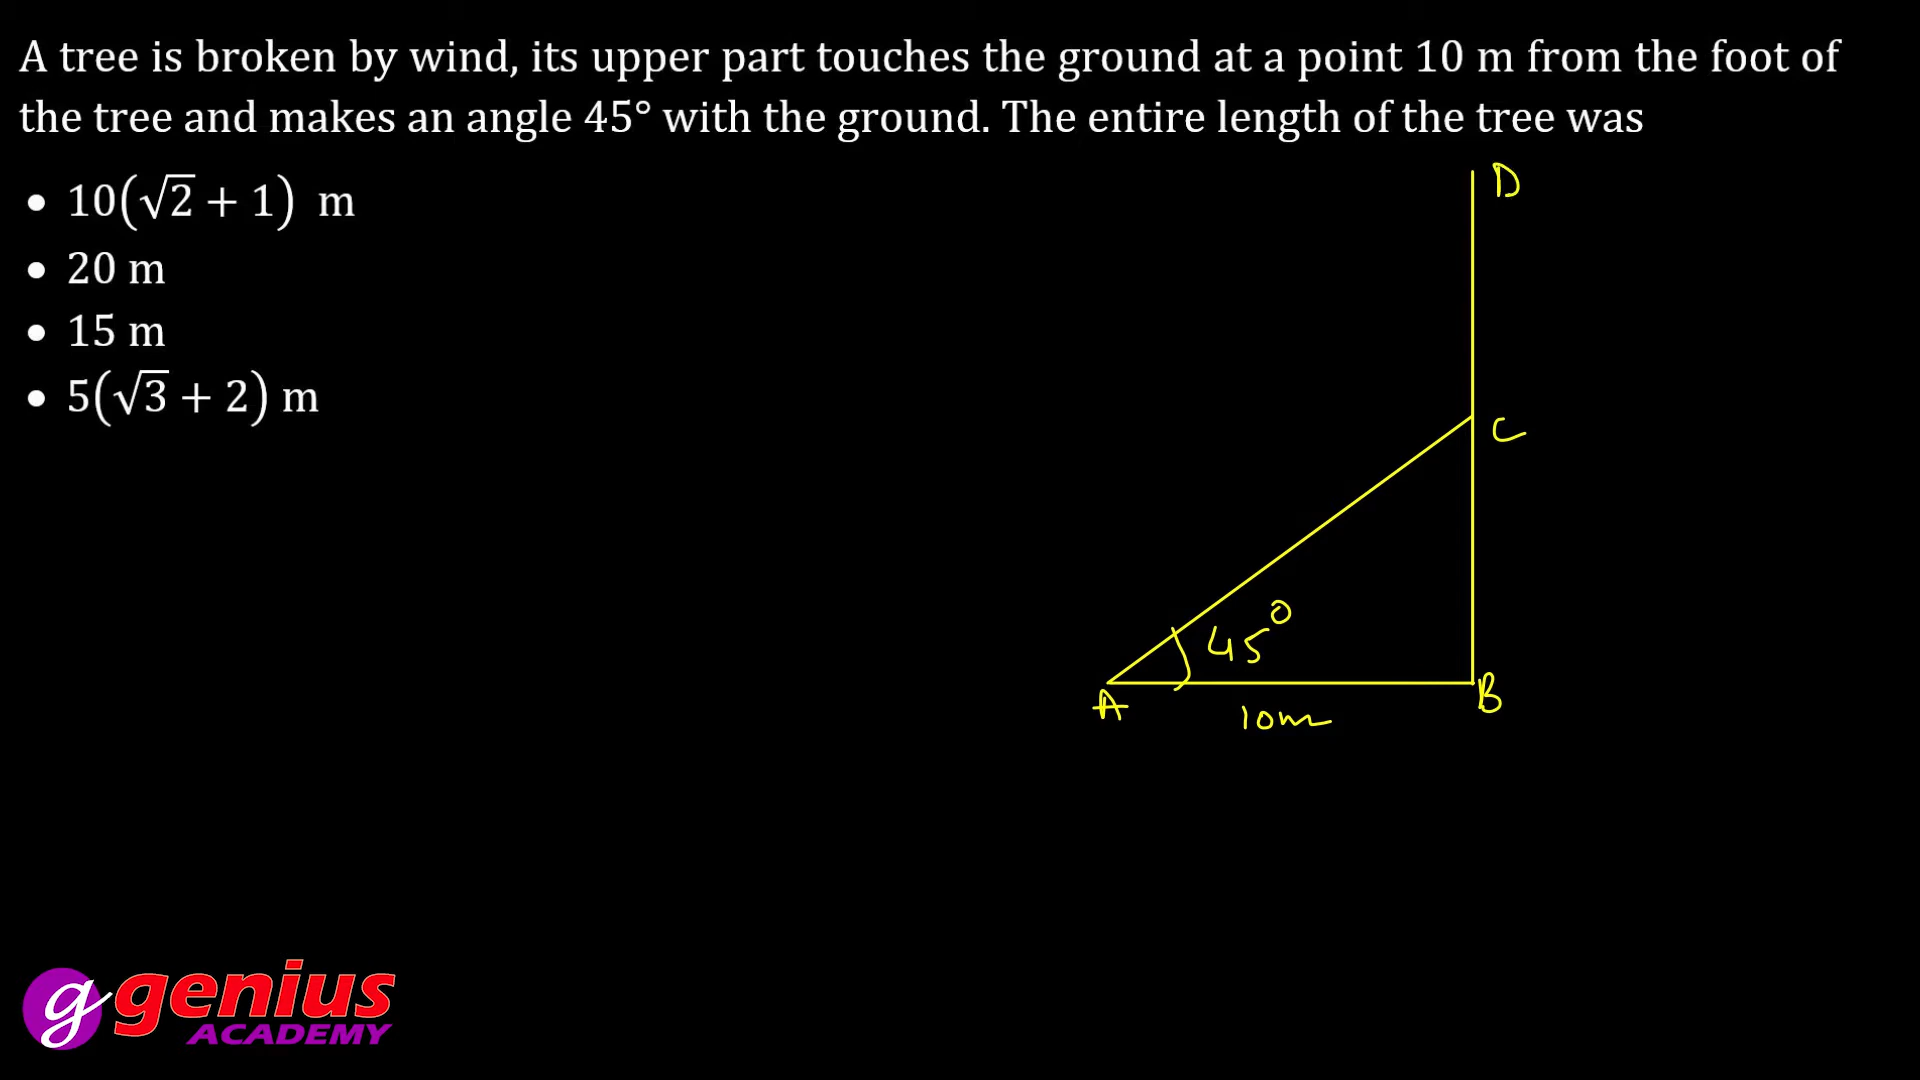 A tree is broken by wind, its upper part touches the ground at a point 10 m from the foot of
the tree and makes an angle 45° with the ground. The entire length of the tree was
• 10(√2 + 1) m
• 20 m
• 15 m
• 5(√3 + 2) m
D
C
45°
A
B
10m
g genius
ACADEMY